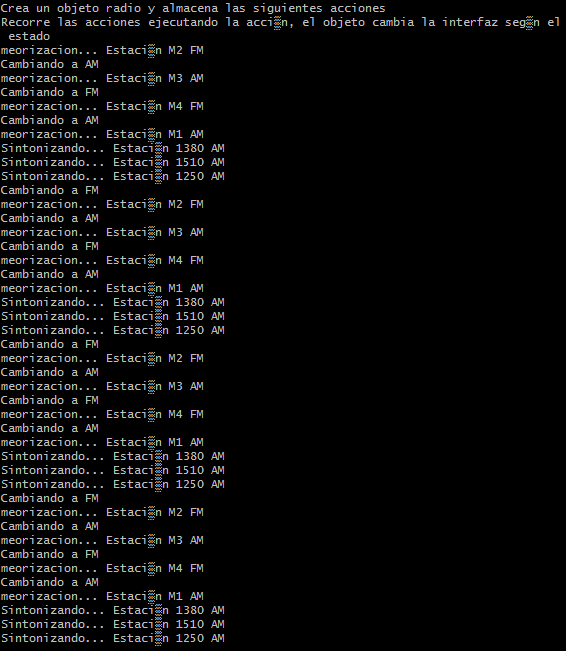 Crea un objeto radio y almacena las siguientes acciones
Recorre las acciones ejecutando la acci▒n, el objeto cambia la interfaz seg▒n el
estado
meorizacion... Estaci▒n M2 FM
Cambiando a AM
meorizacion... Estaci▒n M3 AM
Cambiando a FM
meorizacion... Estaci▒n M4 FM
Cambiando a AM
meorizacion... Estaci▒n M1 AM
Sintonizando... Estaci▒n 1380 AM
Sintonizando... Estaci▒n 1510 AM
Sintonizando... Estaci▒n 1250 AM
Cambiando a FM
meorizacion... Estaci▒n M2 FM
Cambiando a AM
meorizacion... Estaci▒n M3 AM
Cambiando a FM
meorizacion... Estaci▒n M4 FM
Cambiando a AM
meorizacion... Estaci▒n M1 AM
Sintonizando... Estaci▒n 1380 AM
Sintonizando... Estaci▒n 1510 AM
Sintonizando... Estaci▒n 1250 AM
Cambiando a FM
meorizacion... Estaci▒n M2 FM
Cambiando a AM
meorizacion... Estaci▒n M3 AM
Cambiando a FM
meorizacion... Estaci▒n M4 FM
Cambiando a AM
meorizacion... Estaci▒n M1 AM
Sintonizando... Estaci▒n 1380 AM
Sintonizando... Estaci▒n 1510 AM
Sintonizando... Estaci▒n 1250 AM
Cambiando a FM
meorizacion... Estaci▒n M2 FM
Cambiando a AM
meorizacion... Estaci▒n M3 AM
Cambiando a FM
meorizacion... Estaci▒n M4 FM
Cambiando a AM
meorizacion... Estaci▒n M1 AM
Sintonizando... Estaci▒n 1380 AM
Sintonizando... Estaci▒n 1510 AM
Sintonizando... Estaci▒n 1250 AM